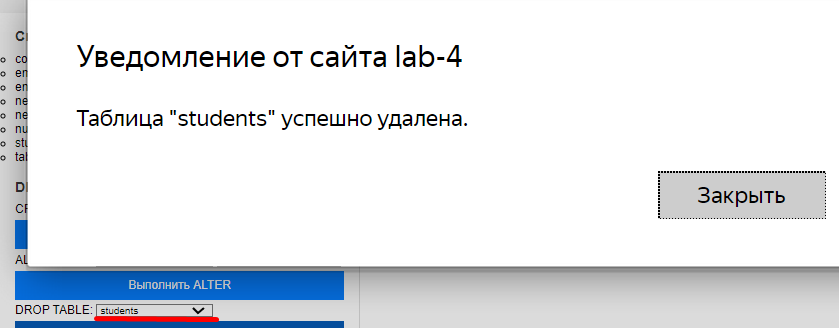 Уведомление от сайта lab-4
Таблица "students" успешно удалена.
Закрыть
Выполнить ALTER
DROP TABLE: students